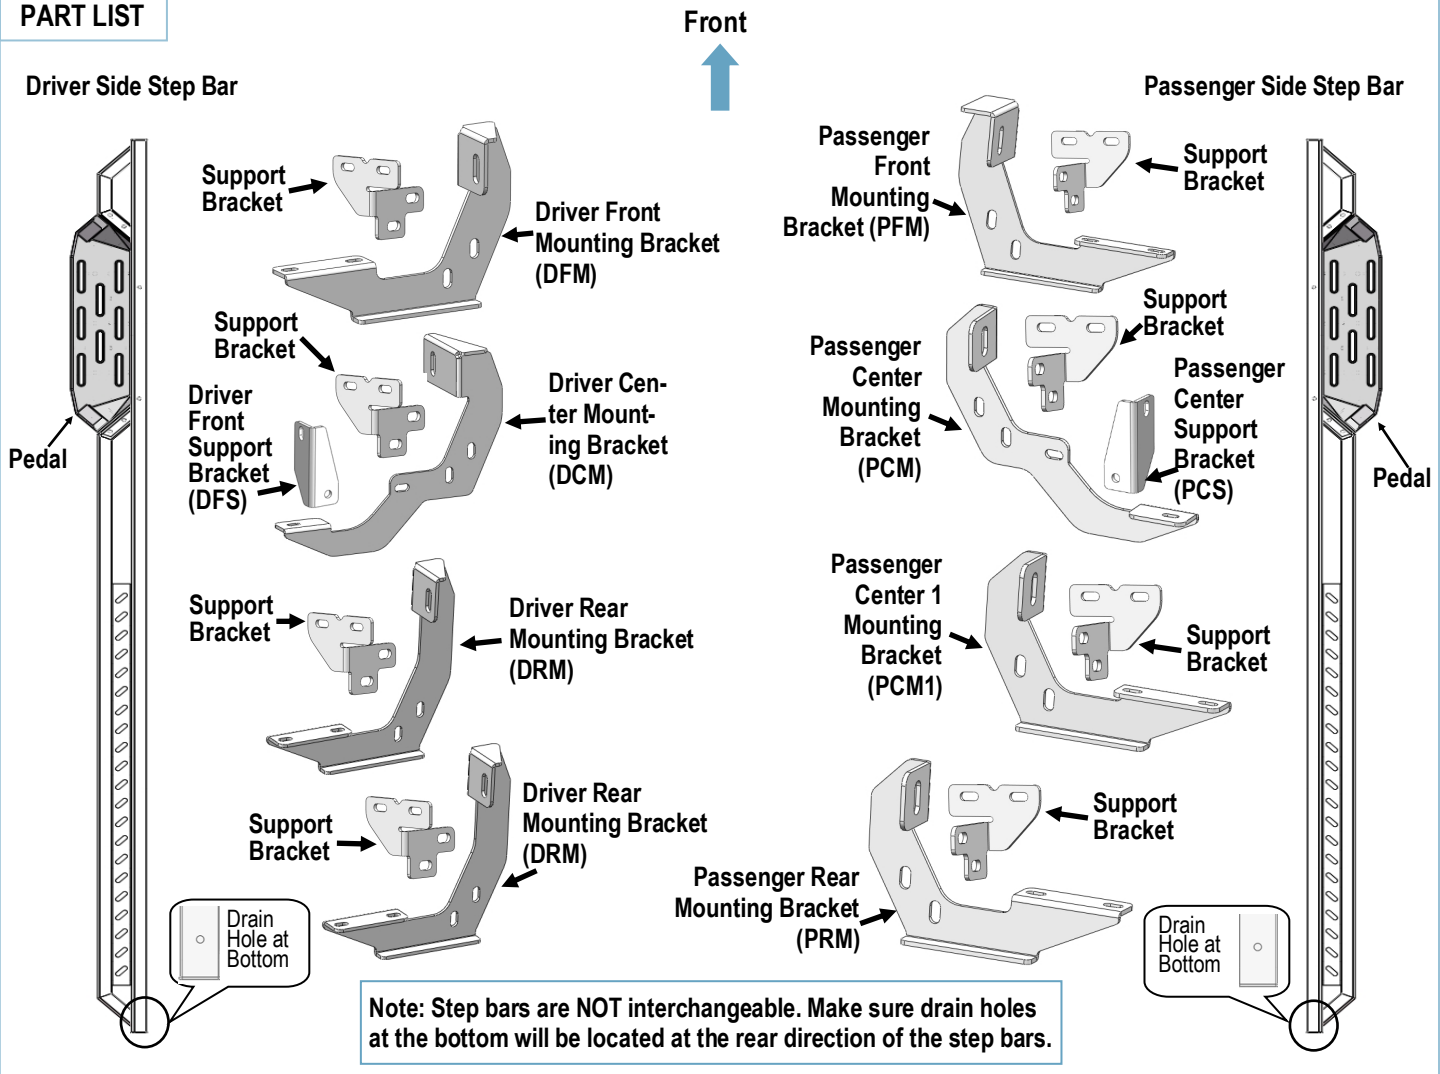 PART LIST
Front
Driver Side Step Bar
Passenger Side Step Bar
Support
Bracket
Driver Front
Mounting Bracket
(DFM)
Passenger
Front
Mounting
Bracket (PFM)
Support
Bracket
Support
Bracket
Driver
Front
Support
Bracket
(DFS)
Driver Cen-
ter Mount-
ing Bracket
(DCM)
Passenger
Center
Mounting
Bracket
(PCM)
Support
Bracket
Passenger
Center
Support
Bracket
(PCS)
Pedal
Pedal
Support
Bracket
Driver Rear
Mounting Bracket
(DRM)
Passenger
Center 1
Mounting
Bracket
(PCM1)
Support
Bracket
Support
Bracket
Driver Rear
Mounting Bracket
(DRM)
Passenger Rear
Mounting Bracket
(PRM)
Support
Bracket
Drain
Hole at
Bottom
Drain
Hole at
Bottom
Note: Step bars are NOT interchangeable. Make sure drain holes
at the bottom will be located at the rear direction of the step bars.